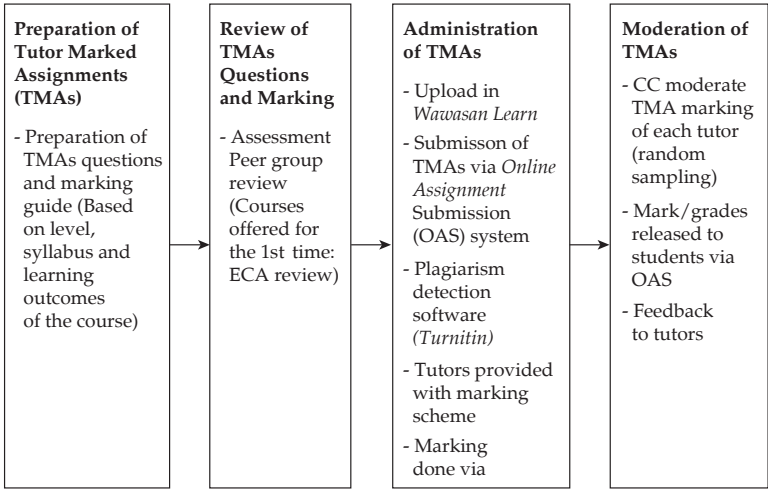 Preparation of
Tutor Marked
Assignments
(TMAs)
- Preparation of
TMAs questions
and marking
guide (Based
on level,
syllabus and
learning
outcomes
of the course)
Review of
TMAs
Questions
and Marking
- Assessment
Peer group
review
(Courses
offered for
the 1st time:
ECA review)
Administration
of TMAs
- Upload in
Wawasan Learn
- Submisson of
TMAs via Online
Assignment
Submission
(OAS) system
- Plagiarism
detection
software
(Turnitin)
- Tutors provided
with marking
scheme
- Marking
done via
Moderation of
TMAs
- CC moderate
TMA marking
of each tutor
(random
sampling)
- Mark/grades
released to
students via
OAS
- Feedback
to tutors